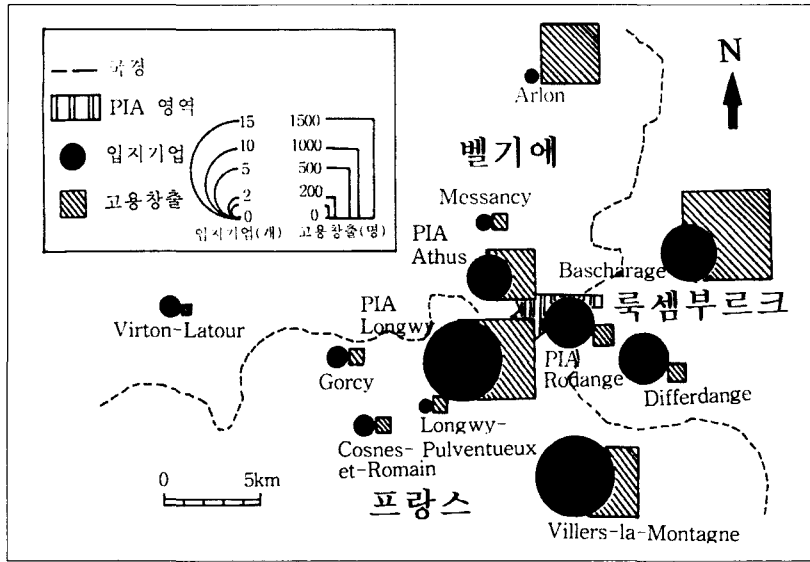 국경
PIA 영역
입지기업
고용창출
15
10
5
2
0
입지기업(개)
1500
1000
500
200
0
고용창출(명)
N
Arlon
벨기애
Messancy
PIA
Athus
Bascharage
룩셈부르크
PIA
Longwy
Virton-Latour
Gorcy
PIA
Rodange
Differdange
Longwy-
Pulventueux
Cosnes-
et-Romain
0 5km
프랑스
Villers-la-Montagne